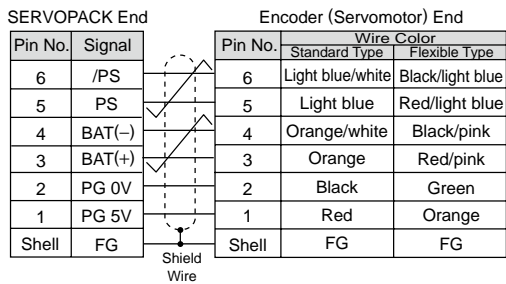 SERVOPACK End
Encoder (Servomotor) End
Pin No. Signal
Pin No. Wire Color
Standard Type Flexible Type
6 /PS 6 Light blue/white Black/light blue
5 PS 5 Light blue Red/light blue
4 BAT(−) 4 Orange/white Black/pink
3 BAT(+) 3 Orange Red/pink
2 PG 0V 2 Black Green
1 PG 5V 1 Red Orange
Shell FG Shell FG FG
Shield
Wire